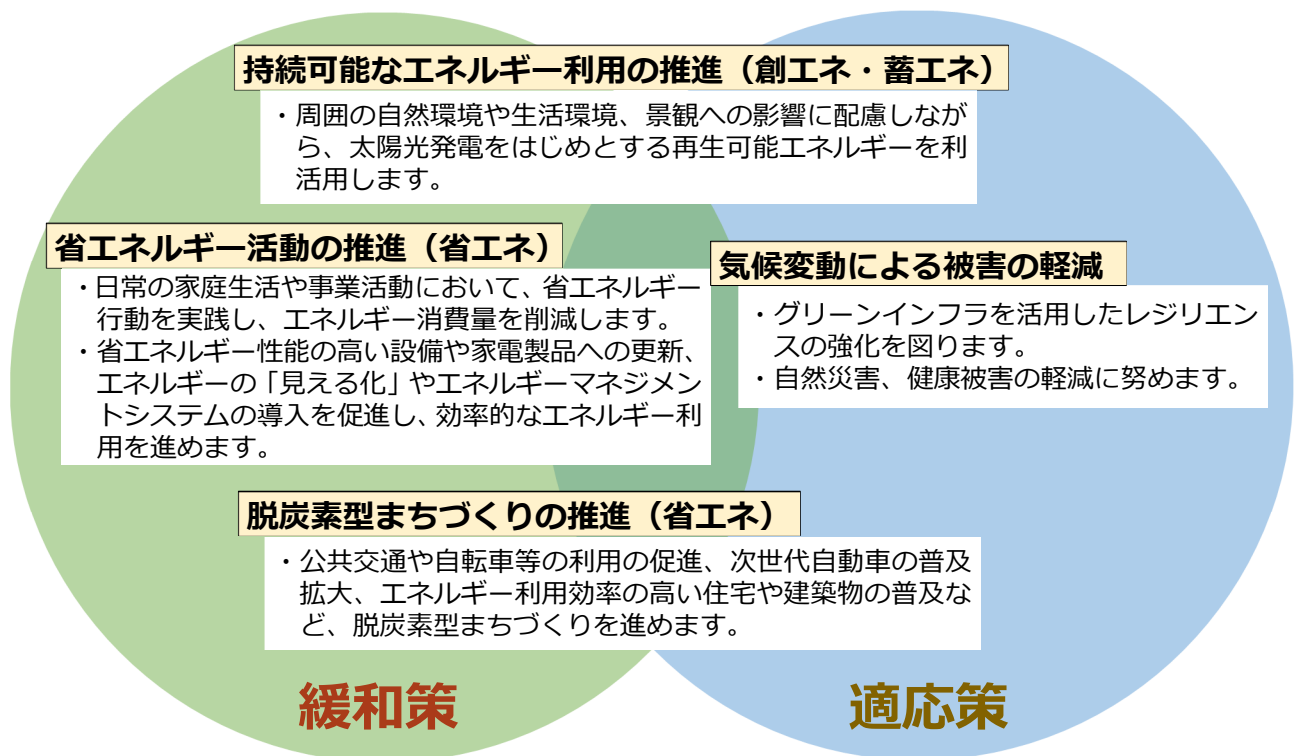 持続可能なエネルギー利用の推進（創エネ・蓄エネ）
・周囲の自然環境や生活環境、景観への影響に配慮しなが
ら、太陽光発電をはじめとする再生可能エネルギーを利
活用します。
省エネルギー活動の推進（省エネ）
・日常の家庭生活や事業活動において、省エネルギー
行動を実践し、エネルギー消費量を削減します。
・省エネルギー性能の高い設備や家電製品への更新、
エネルギーの「見える化」やエネルギーマネジメン
トシステムの導入を促進し、効率的なエネルギー利
用を進めます。
気候変動による被害の軽減
・グリーンインフラを活用したレジリエン
スの強化を図ります。
・自然災害、健康被害の軽減に努めます。
脱炭素型まちづくりの推進（省エネ）
・公共交通や自転車等の利用の促進、次世代自動車の普及
拡大、エネルギー利用効率の高い住宅や建築物の普及な
ど、脱炭素型まちづくりを進めます。
緩和策
適応策